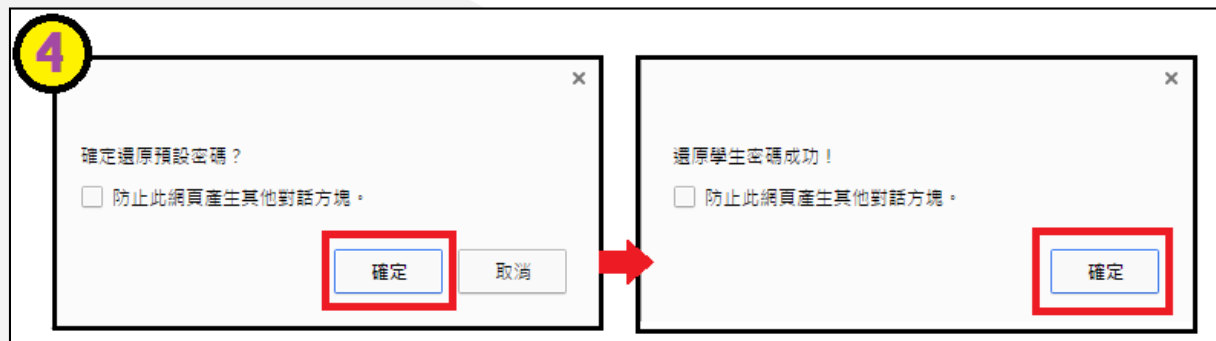 4
確定還原預設密碼？
防止此網頁產生其他對話方塊。
確定
取消
還原學生密碼成功！
防止此網頁產生其他對話方塊。
確定